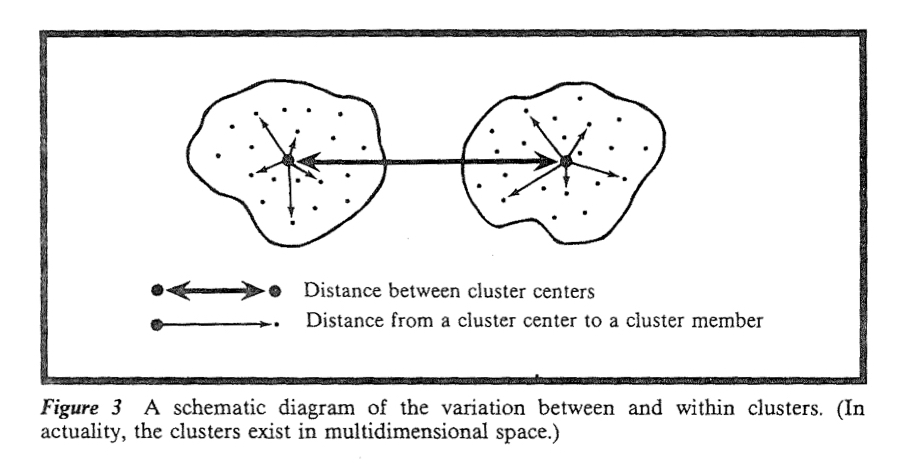 Distance between cluster centers
Distance from a cluster center to a cluster member
Figure 3 A schematic diagram of the variation between and within clusters. (In
actuality, the clusters exist in multidimensional space.)